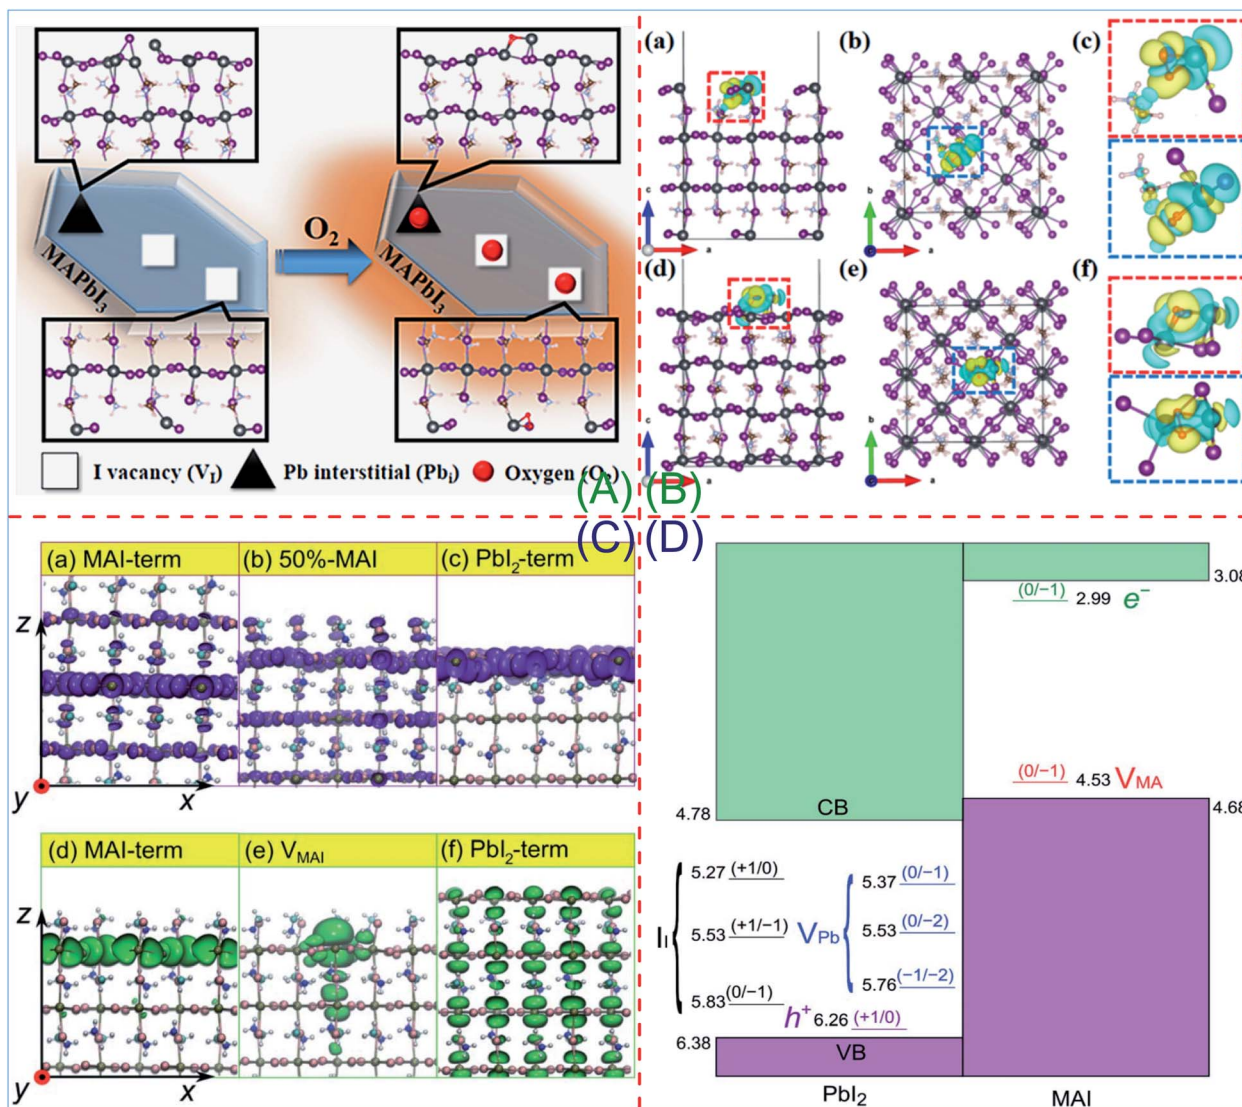 O2
MAPbI3
MAPbI3
I vacancy (VI)
Pb interstitial (Pbi)
Oxygen (O2)
(A)
(a)
(b)
(c)
c
a
b
a
(d)
(e)
(f)
c
a
b
a
(B)
(C)
(a) MAI-term
(b) 50%-MAI
(c) PbI2-term
z
y
x
(d) MAI-term
(e) VMAI
(f) PbI2-term
z
y
x
(D)
3.08
(0/−1) 2.99 e−
(0/−1) 4.53 VMA
4.78
CB
4.68
5.27 (+1/0)
5.37 (0/−1)
II
5.53 (+1/−1)
VPb
5.53 (0/−2)
5.83 (0/−1)
5.76 (−1/−2)
h+ 6.26 (+1/0)
6.38
VB
PbI2
MAI